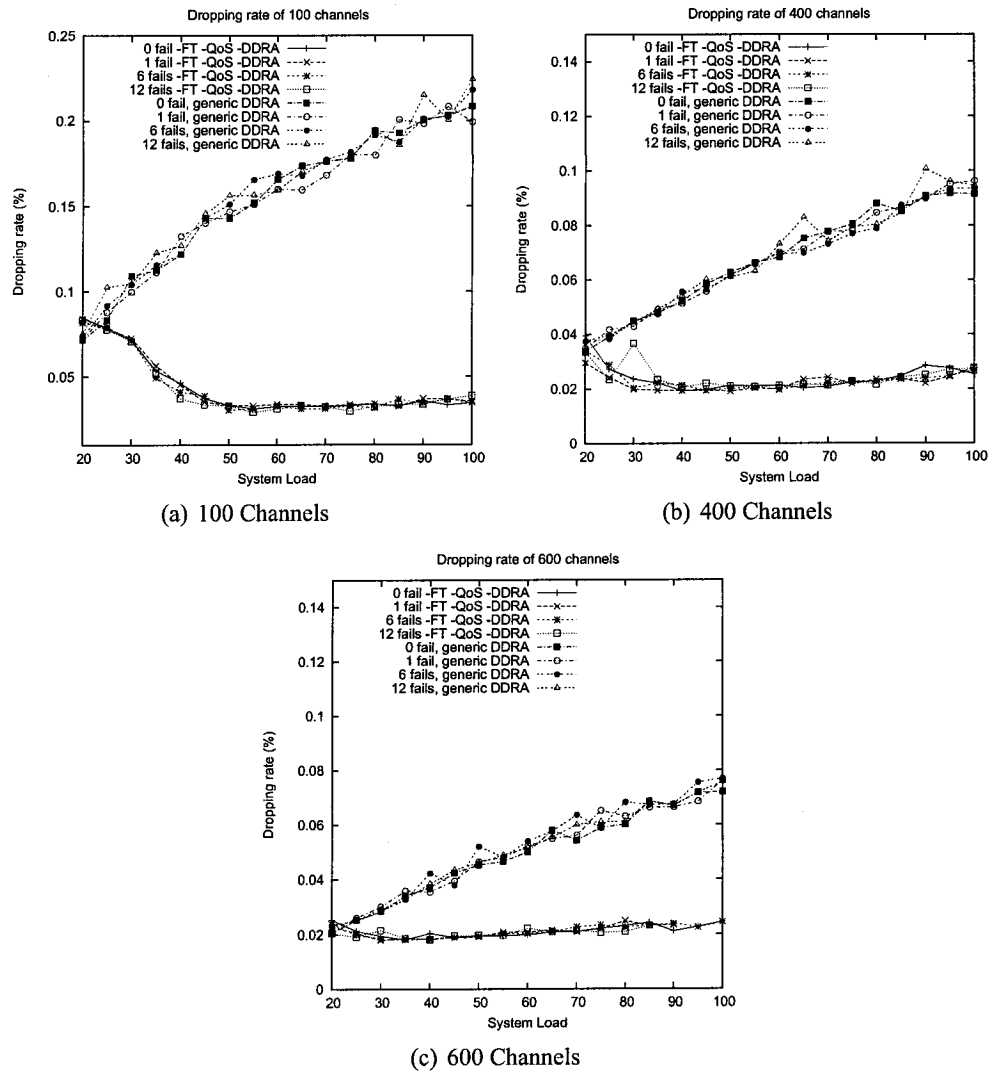 Dropping rate of 100 channels
0.25
0.2
0.15
0.1
0.05
Dropping rate (%)
0 fail -FT -QoS -DDRA
1 fail -FT -QoS -DDRA
6 fails -FT -QoS -DDRA
12 fails -FT -QoS -DDRA
0 fail, generic DDRA
1 fail, generic DDRA
6 fails, generic DDRA
12 fails, generic DDRA
20 30 40 50 60 70 80 90 100
System Load
(a) 100 Channels
Dropping rate of 400 channels
0.14
0.12
0.1
0.08
0.06
0.04
0.02
0
Dropping rate (%)
0 fail -FT -QoS -DDRA
1 fail -FT -QoS -DDRA
6 fails -FT -QoS -DDRA
12 fails -FT -QoS -DDRA
0 fail, generic DDRA
1 fail, generic DDRA
6 fails, generic DDRA
12 fails, generic DDRA
20 30 40 50 60 70 80 90 100
System Load
(b) 400 Channels
Dropping rate of 600 channels
0.14
0.12
0.1
0.08
0.06
0.04
0.02
0
Dropping rate (%)
0 fail -FT -QoS -DDRA
1 fail -FT -QoS -DDRA
6 fails -FT -QoS -DDRA
12 fails -FT -QoS -DDRA
0 fail, generic DDRA
1 fail, generic DDRA
6 fails, generic DDRA
12 fails, generic DDRA
20 30 40 50 60 70 80 90 100
System Load
(c) 600 Channels